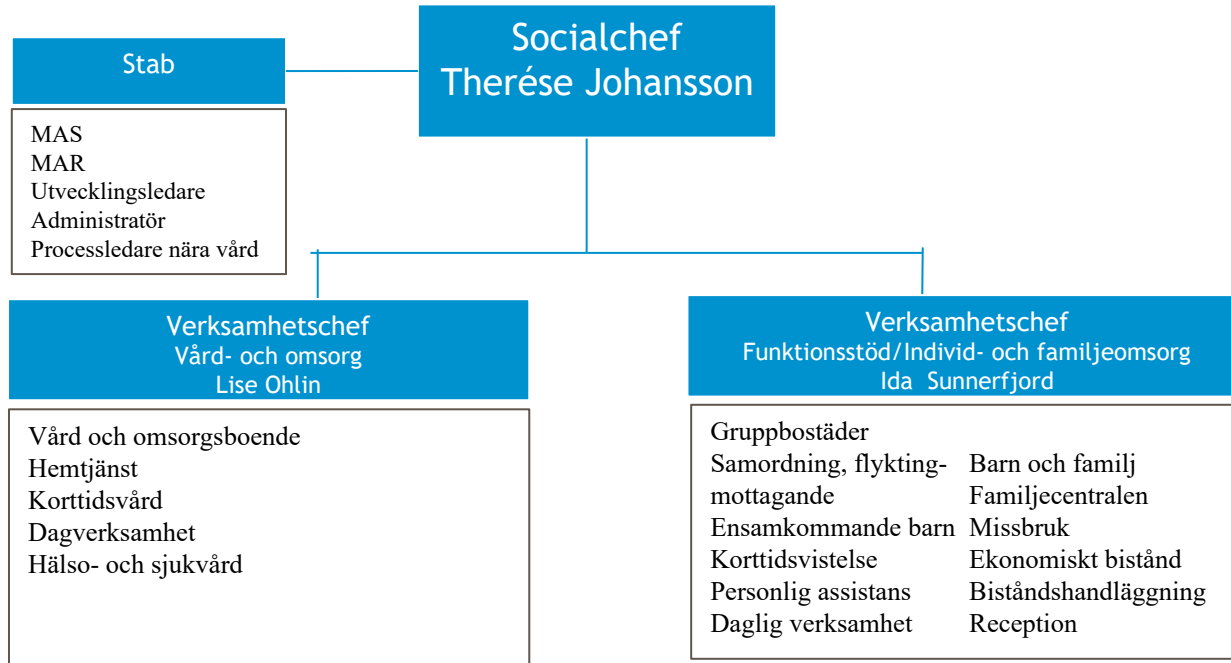 Socialchef
Therése Johansson
Stab
MAS
MAR
Utvecklingsledare
Administratör
Processledare nära vård
Verksamhetschef
Vård- och omsorg
Lise Ohlin
Vård och omsorgsboende
Hemtjänst
Korttidsvård
Dagverksamhet
Hälso- och sjukvård
Verksamhetschef
Funktionsstöd/Individ- och familjeomsorg
Ida Sunnerfjord
Gruppbostäder
Samordning, flykting-
mottagande
Ensamkommande barn
Korttidsvistelse
Personlig assistans
Daglig verksamhet
Barn och familj
Familjecentralen
Missbruk
Ekonomiskt bistånd
Biståndshandläggning
Reception